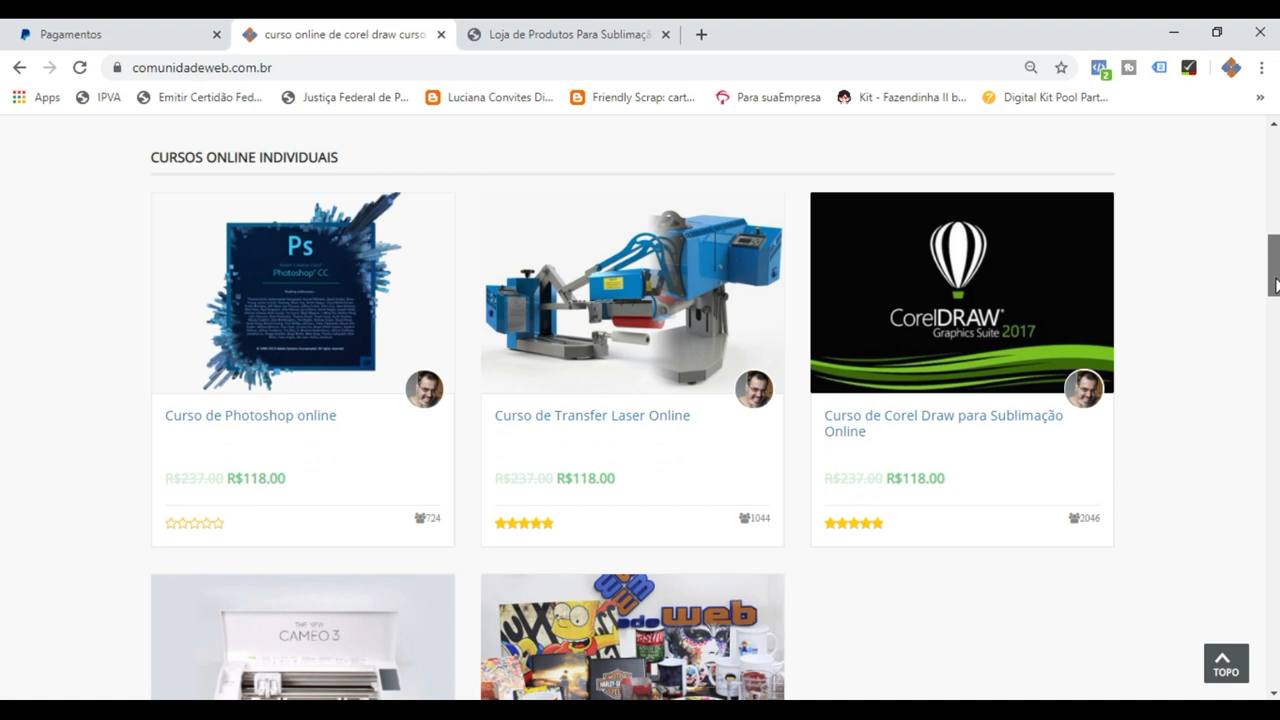 Pagamentos
curso online de corel draw curso
Loja de Produtos Para Sublimaçã
comunidadeweb.com.br
Apps
IPVA
Emitir Certidão Fed...
Justiça Federal de P...
Luciana Convites Di...
Friendly Scrap: cart...
Para suaEmpresa
Kit - Fazendinha II b...
Digital Kit Pool Part...
»
CURSOS ONLINE INDIVIDUAIS
Ps
Photoshop® CC
CorelDRAW®
Graphics Suite 2017
Curso de Photoshop online
R$237.00 R$118.00
724
Curso de Transfer Laser Online
R$237.00 R$118.00
1044
Curso de Corel Draw para Sublimação
Online
R$237.00 R$118.00
2046
THE NEW
CAMEO 3
web
TOPO